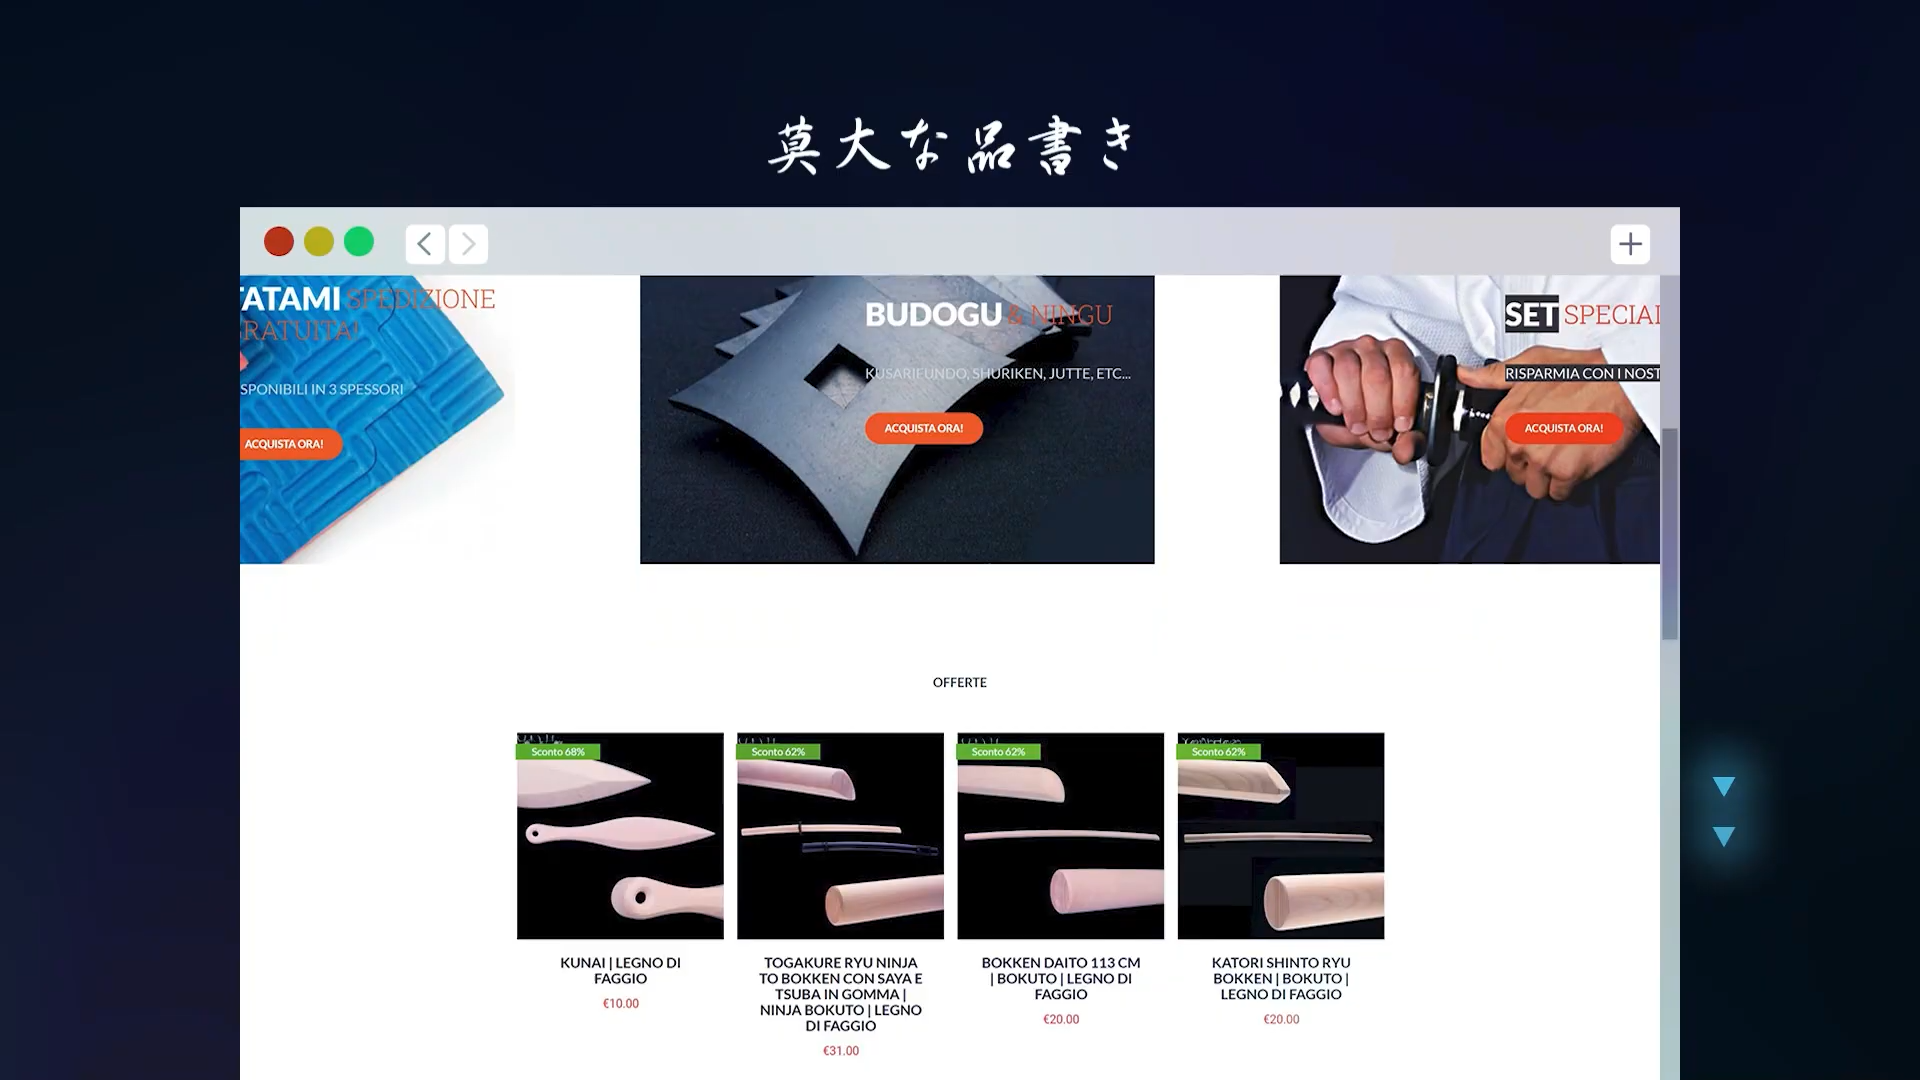 莫大な品書き
TATAMI SPEDIZIONE
GRATUITA!
SPONIBILI IN 3 SPESSORI
ACQUISTA ORA!
BUDOGU & NINGU
KUSARIFUNDO, SHURIKEN, JUTTE, ETC...
ACQUISTA ORA!
SET SPECIAL
RISPARMIA CON I NOST
ACQUISTA ORA!
OFFERTE
Sconto 68%
KUNAI | LEGNO DI
FAGGIO
€10.00
Sconto 62%
TOGAKURE RYU NINJA
TO BOKKEN CON SAYA E
TSUBA IN GOMMA |
NINJA BOKUTO | LEGNO
DI FAGGIO
€31.00
Sconto 62%
BOKKEN DAITO 113 CM
| BOKUTO | LEGNO DI
FAGGIO
€20.00
Sconto 62%
KATORI SHINTO RYU
BOKKEN | BOKUTO |
LEGNO DI FAGGIO
€20.00